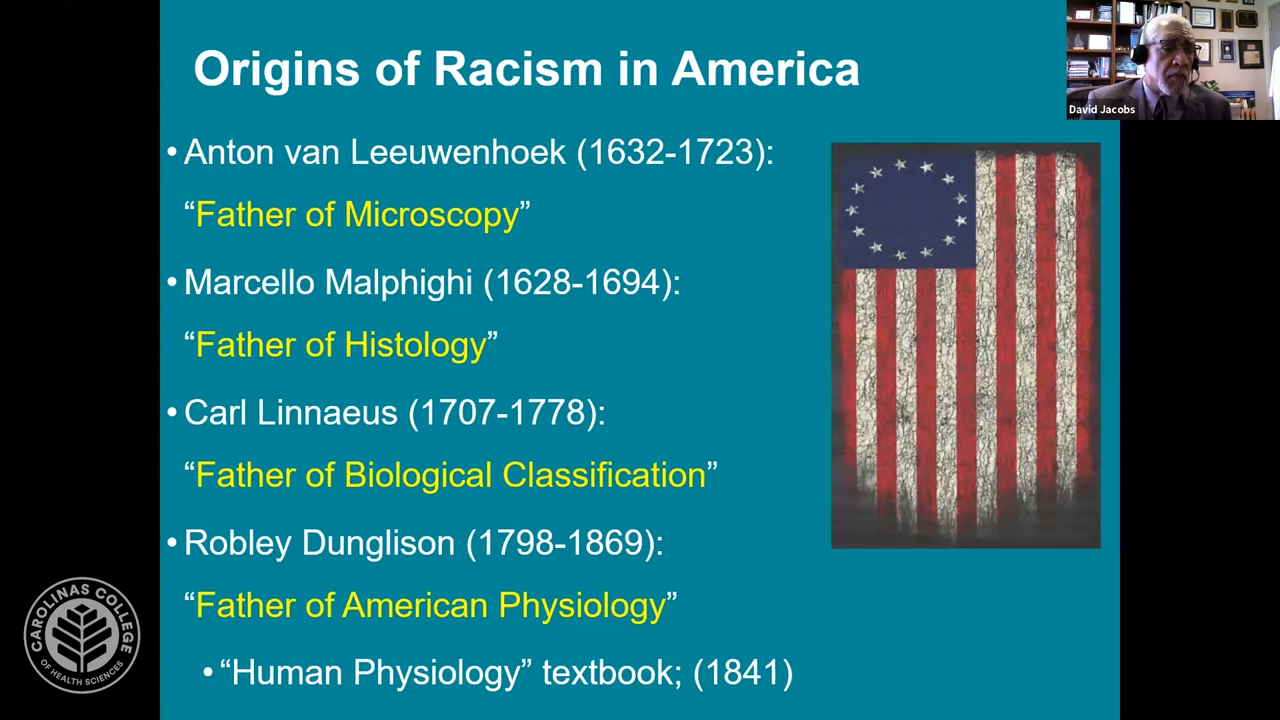 Origins of Racism in America
David Jacobs
• Anton van Leeuwenhoek (1632-1723):
“Father of Microscopy”
• Marcello Malphighi (1628-1694):
“Father of Histology”
• Carl Linnaeus (1707-1778):
“Father of Biological Classification”
• Robley Dunglison (1798-1869):
“Father of American Physiology”
• “Human Physiology” textbook; (1841)
CAROLINAS COLLEGE
OF HEALTH SCIENCES